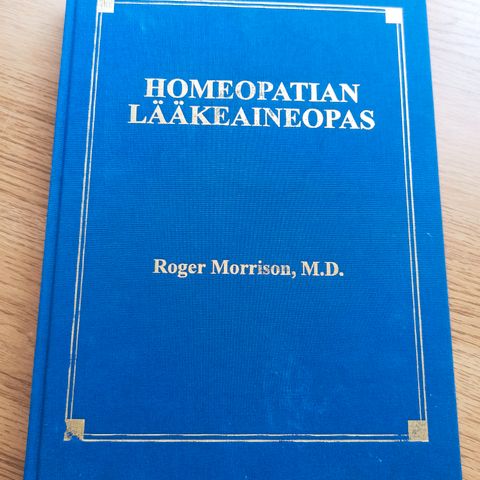 HOMEOPATIAN
LÄÄKEAINEOPAS
Roger Morrison, M.D.